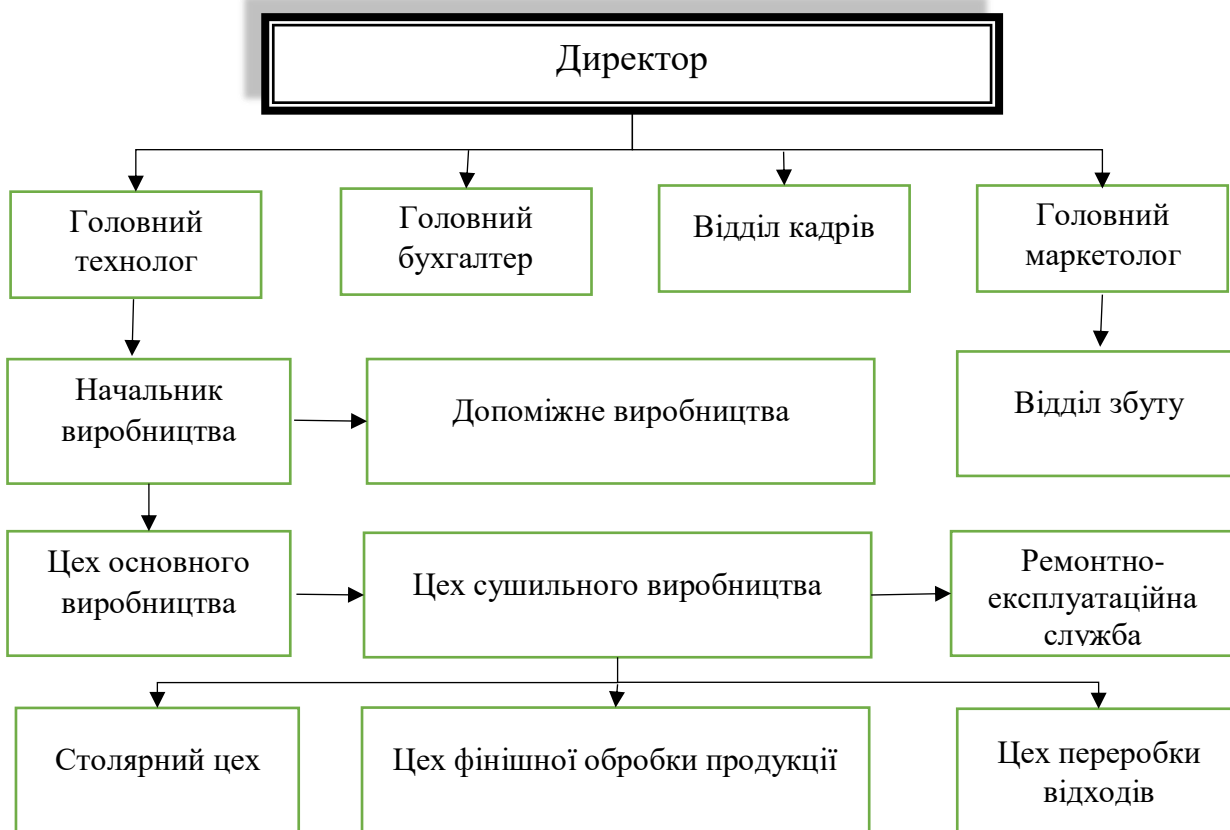 Директор
Головний
технолог
Головний
бухгалтер
Відділ кадрів
Головний
маркетолог
Начальник
виробництва
Допоміжне виробництва
Відділ збуту
Цех основного
виробництва
Цех сушильного виробництва
Ремонтно-
експлуатаційна
служба
Столярний цех
Цех фінішної обробки продукції
Цех переробки
відходів